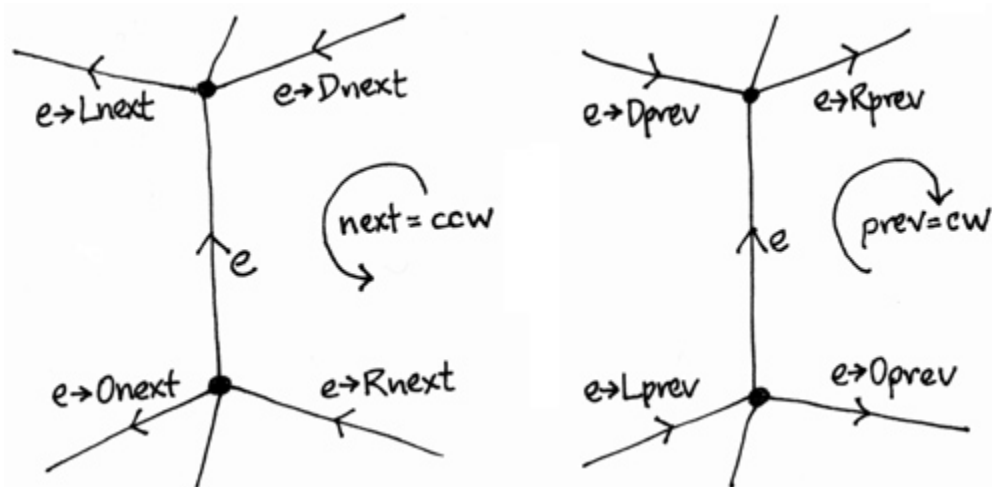 e→Lnext
e→Dnext
next=ccw
e
e→Onext
e→Rnext
e→Dprev
e→Rprev
prev=cw
e
e→Lprev
e→Oprev